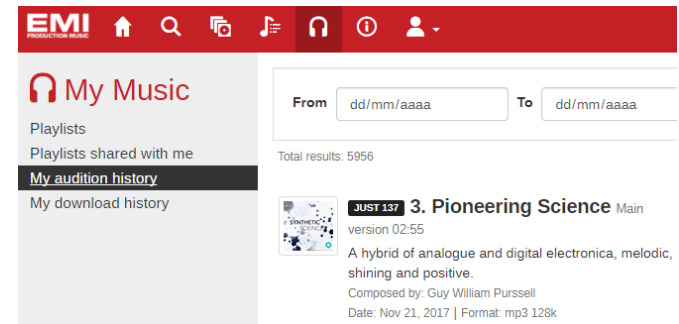 EMI
PRODUCTION MUSIC
My Music
Playlists
Playlists shared with me
My audition history
My download history
From dd/mm/aaaa To dd/mm/aaaa
Total results: 5956
SYNTHETIC
SCIENCE
JUST 137 3. Pioneering Science Main
version 02:55
A hybrid of analogue and digital electronica, melodic,
shining and positive.
Composed by: Guy William Purssell
Date: Nov 21, 2017 | Format: mp3 128k